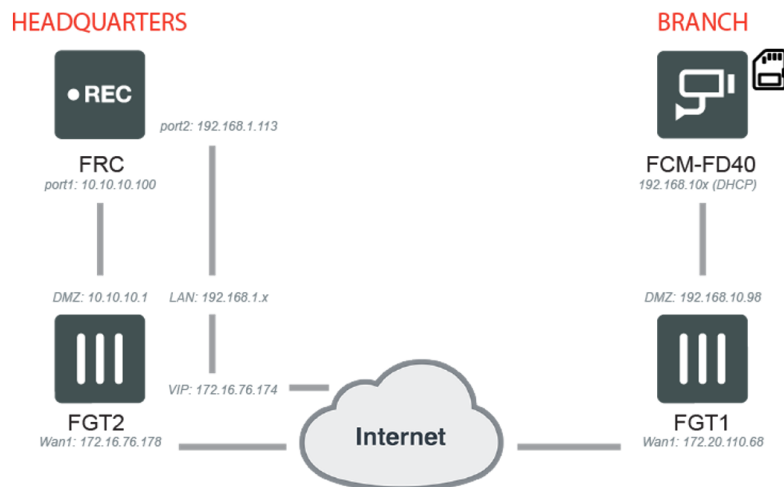 HEADQUARTERS
BRANCH
REC
port2: 192.168.1.113
FRC
port1: 10.10.10.100
FCM-FD40
192.168.10x (DHCP)
DMZ: 10.10.10.1
LAN: 192.168.1.x
DMZ: 192.168.10.98
VIP: 172.16.76.174
FGT2
Wan1: 172.16.76.178
Internet
FGT1
Wan1: 172.20.110.68